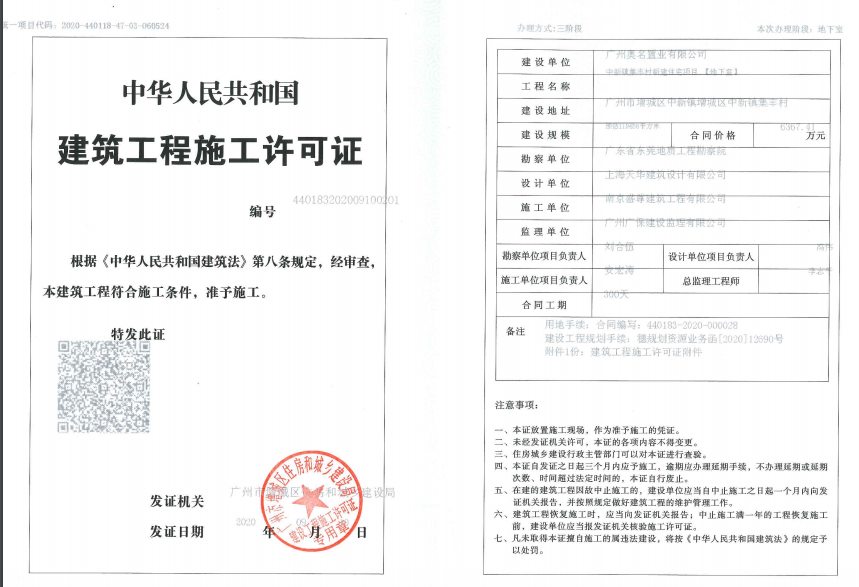 统一项目代码：2020-440118-47-03-060524
中华人民共和国
建筑工程施工许可证
编号 440183202009100201
根据《中华人民共和国建筑法》第八条规定，经审查，
本建筑工程符合施工条件，准予施工。
特发此证
发证机关 广州市增城区住房和城乡建设局
发证日期 2020 年 09 月 日
广州市增城区住房和城乡建设局
建设工程施工许可
专用章
办理方式:三阶段 本次办理阶段：地下室
建设单位 广州奥名置业有限公司
工程名称 中新镇集丰村新建住宅项目【地下室】
建设地址 广州市增城区中新镇增城区中新镇集丰村
建设规模 合同价格 6367.41 万元
勘察单位 广东省东莞地质工程勘察院
设计单位 上海天华建筑设计有限公司
施工单位 南京盛尊建筑工程有限公司
监理单位 广州广保建设监理有限公司
勘察单位项目负责人 刘合伍 设计单位项目负责人
施工单位项目负责人 安宏涛 总监理工程师
合同工期 300天
备注 用地手续：合同编写：440183-2020-000028
建设工程规划手续：穗规划资源业务函[2020]12890号
附件1份：建筑工程施工许可证附件
注意事项：
一、本证放置施工现场，作为准予施工的凭证。
二、未经发证机关许可，本证的各项内容不得变更。
三、住房城乡建设行政主管部门可以对本证进行查验。
四、本证自发证之日起三个月内应予施工，逾期应办理延期手续，不办理延期或延期
次数、时间超过法定时间的，本证自行废止。
五、在建的建筑工程因故中止施工的，建设单位应当自中止施工之日起一个月内向发
证机关报告，并按照规定做好建筑工程的维护管理工作。
六、建筑工程恢复施工时，应当向发证机关报告；中止施工满一年的工程恢复施工
前，建设单位应当报发证机关核验施工许可证。
七、凡未取得本证擅自施工的属违法建设，将按《中华人民共和国建筑法》的规定予
以处罚。